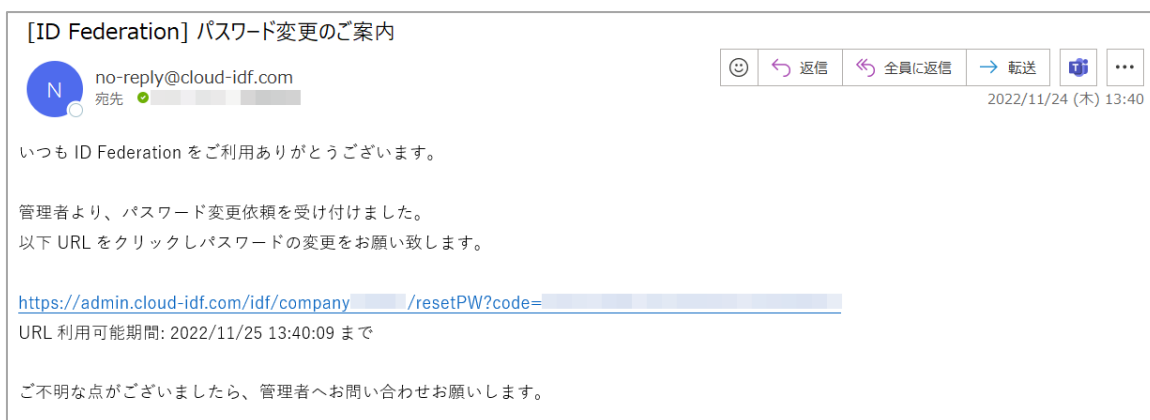 [ID Federation] パスワード変更のご案内
N
no-reply@cloud-idf.com
宛先
返信
全員に返信
転送
2022/11/24 (木) 13:40
いつも ID Federation をご利用ありがとうございます。
管理者より、パスワード変更依頼を受け付けました。
以下 URL をクリックしパスワードの変更をお願い致します。
https://admin.cloud-idf.com/idf/company /resetPW?code=
URL 利用可能期間: 2022/11/25 13:40:09 まで
ご不明な点がございましたら、管理者へお問い合わせお願いします。